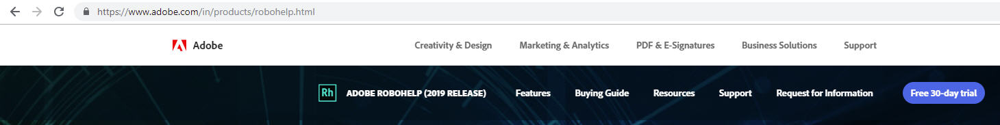 https://www.adobe.com/in/products/robohelp.html
Adobe Creativity & Design Marketing & Analytics PDF & E-Signatures Business Solutions Support
Rh ADOBE ROBOHELP (2019 RELEASE) Features Buying Guide Resources Support Request for Information Free 30-day trial